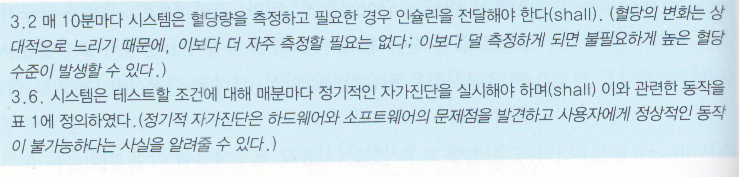 3.2 매 10분마다 시스템은 혈당량을 측정하고 필요한 경우 인슐린을 전달해야 한다(shall). (혈당의 변화는 상
대적으로 느리기 때문에, 이보다 더 자주 측정할 필요는 없다; 이보다 덜 측정하게 되면 불필요하게 높은 혈당
수준이 발생할 수 있다.)
3.6. 시스템은 테스트할 조건에 대해 매분마다 정기적인 자가진단을 실시해야 하며(shall) 이와 관련한 동작을
표 1에 정의하였다.(정기적 자가진단은 하드웨어와 소프트웨어의 문제점을 발견하고 사용자에게 정상적인 동작
이 불가능하다는 사실을 알려줄 수 있다.)